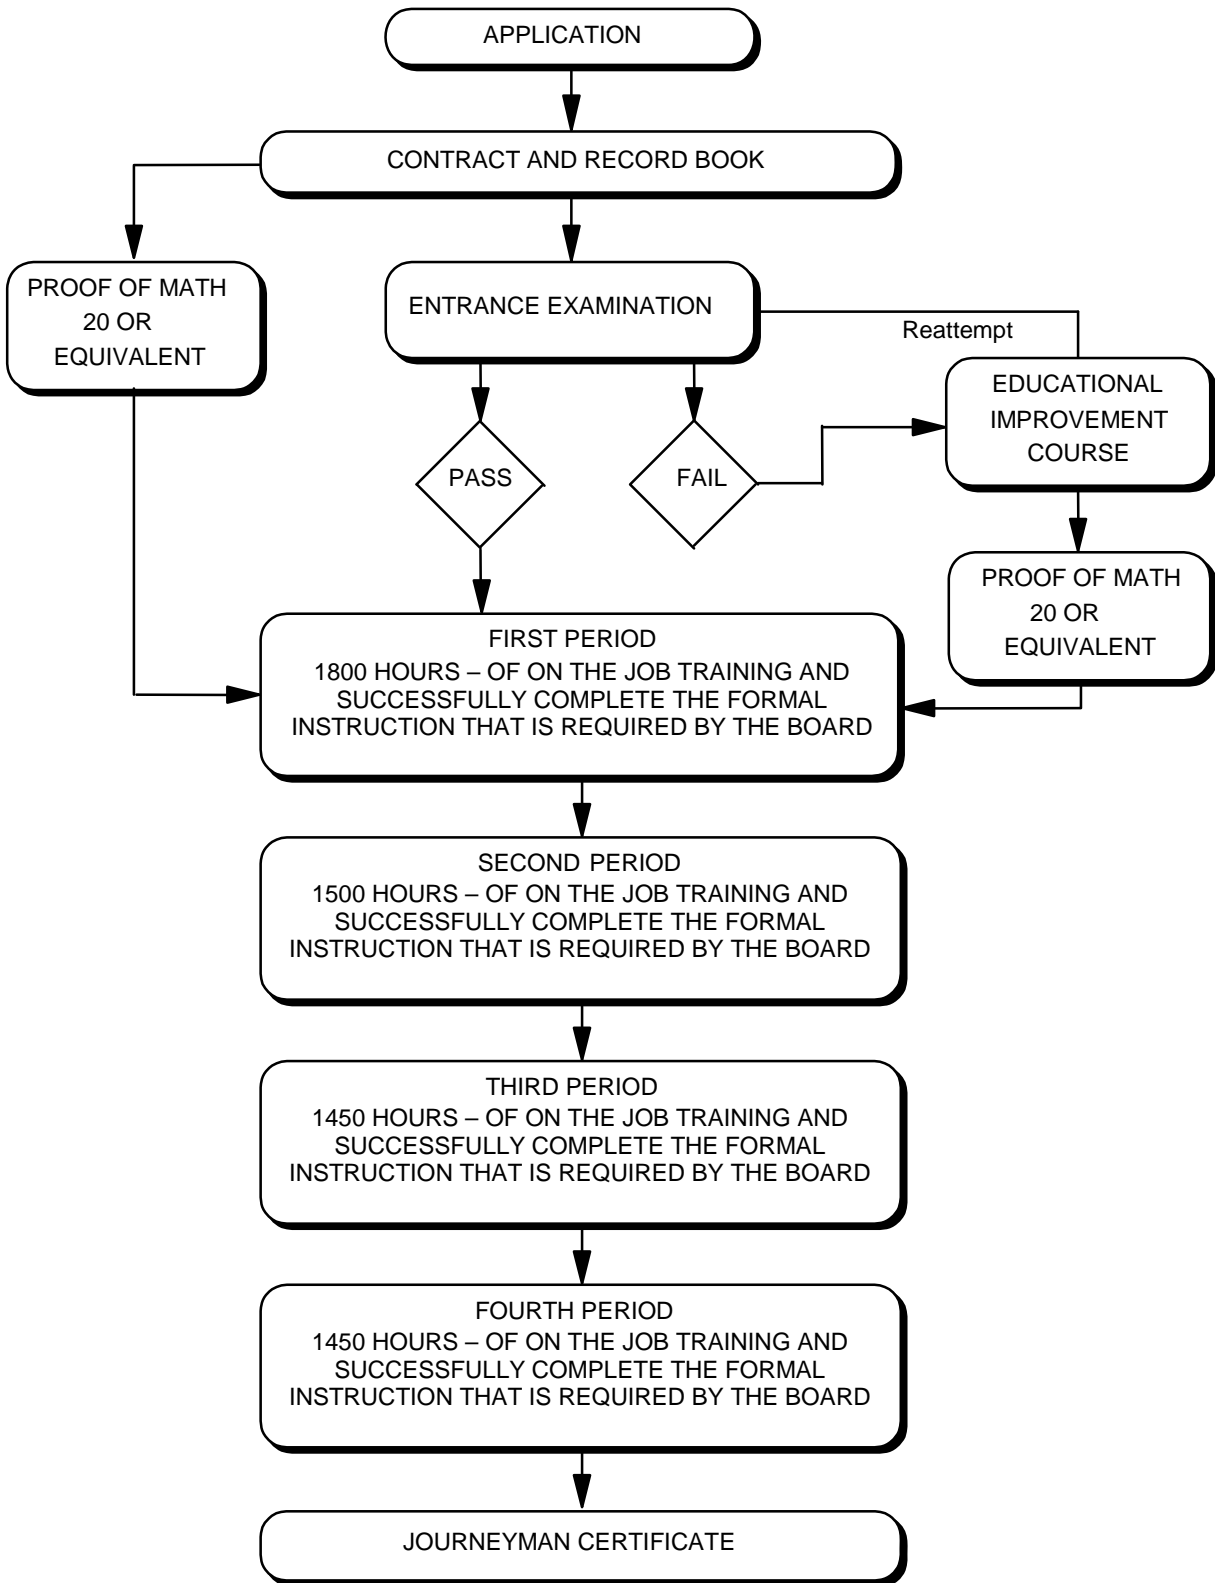 APPLICATION
CONTRACT AND RECORD BOOK
PROOF OF MATH
20 OR
EQUIVALENT
ENTRANCE EXAMINATION
Reattempt
EDUCATIONAL
IMPROVEMENT
COURSE
PASS
FAIL
PROOF OF MATH
20 OR
EQUIVALENT
FIRST PERIOD
1800 HOURS – OF ON THE JOB TRAINING AND
SUCCESSFULLY COMPLETE THE FORMAL
INSTRUCTION THAT IS REQUIRED BY THE BOARD
SECOND PERIOD
1500 HOURS – OF ON THE JOB TRAINING AND
SUCCESSFULLY COMPLETE THE FORMAL
INSTRUCTION THAT IS REQUIRED BY THE BOARD
THIRD PERIOD
1450 HOURS – OF ON THE JOB TRAINING AND
SUCCESSFULLY COMPLETE THE FORMAL
INSTRUCTION THAT IS REQUIRED BY THE BOARD
FOURTH PERIOD
1450 HOURS – OF ON THE JOB TRAINING AND
SUCCESSFULLY COMPLETE THE FORMAL
INSTRUCTION THAT IS REQUIRED BY THE BOARD
JOURNEYMAN CERTIFICATE